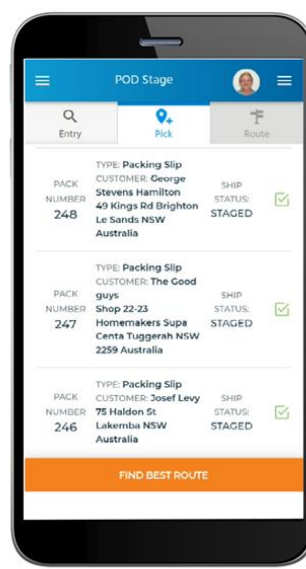 POD Stage
Entry
Pick
Route
TYPE: Packing Slip
CUSTOMER: George
Stevens Hamilton
49 Kings Rd Brighton
Le Sands NSW
Australia
PACK
NUMBER
248
SHIP
STATUS:
STAGED
TYPE: Packing Slip
CUSTOMER: The Good
guys
Shop 22-23
Homemakers Supa
Centa Tuggerah NSW
2259 Australia
PACK
NUMBER
247
SHIP
STATUS:
STAGED
TYPE: Packing Slip
CUSTOMER: Josef Levy
75 Haldon St
Lakemba NSW
Australia
PACK
NUMBER
246
SHIP
STATUS:
STAGED
FIND BEST ROUTE